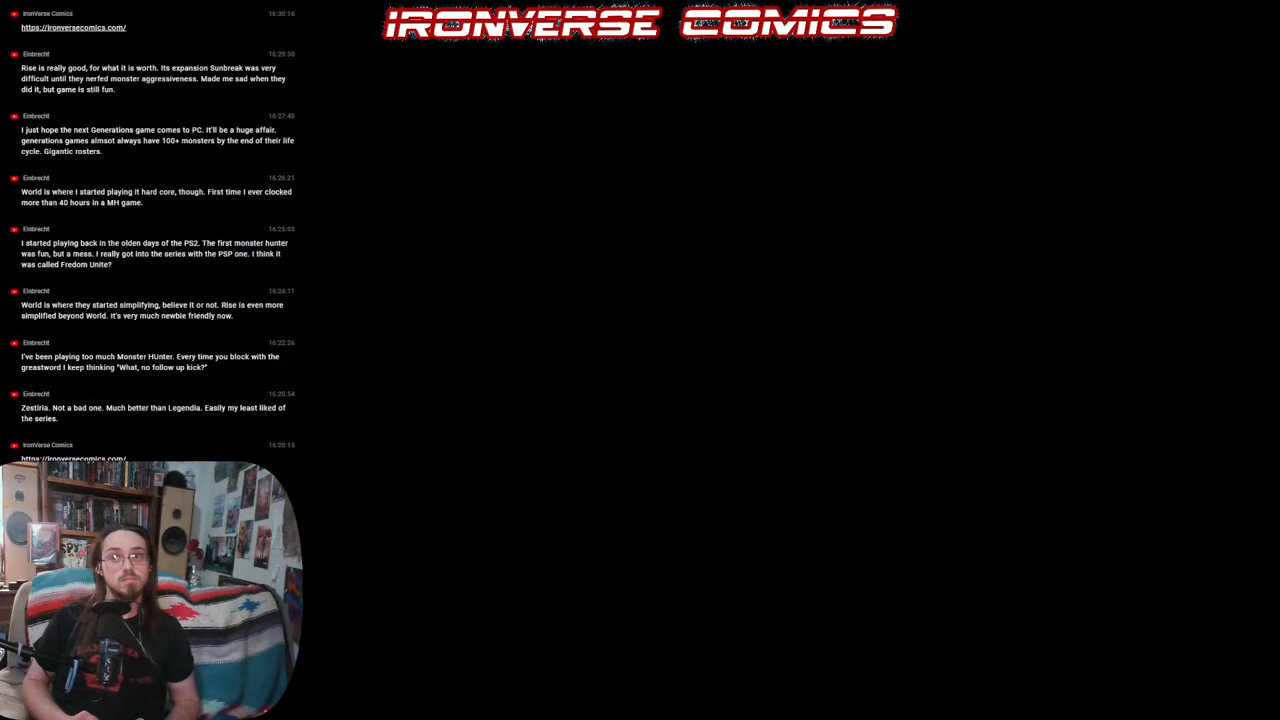 IRONVERSE COMICS
IronVerse Comics 16:30:16
https://ironversecomics.com/
Einbrecht 16:29:50
Rise is really good, for what it is worth. Its expansion Sunbreak was very
difficult until they nerfed monster aggressiveness. Made me sad when they
did it, but game is still fun.
Einbrecht 16:27:40
I just hope the next Generations game comes to PC. It'll be a huge affair.
generations games almsot always have 100+ monsters by the end of their life
cycle. Gigantic rosters.
Einbrecht 16:26:21
World is where I started playing it hard core, though. First time I ever clocked
more than 40 hours in a MH game.
Einbrecht 16:25:03
I started playing back in the olden days of the PS2. The first monster hunter
was fun, but a mess. I really got into the series with the PSP one. I think it
was called Fredom Unite?
Einbrecht 16:24:11
World is where they started simplifying, believe it or not. Rise is even more
simplified beyond World. It's very much newbie friendly now.
Einbrecht 16:22:26
I've been playing too much Monster HUnter. Every time you block with the
greastword I keep thinking "What, no follow up kick?"
Einbrecht 16:20:54
Zestiria. Not a bad one. Much better than Legendia. Easily my least liked of
the series.
IronVerse Comics 16:20:15
https://ironversecomics.com/